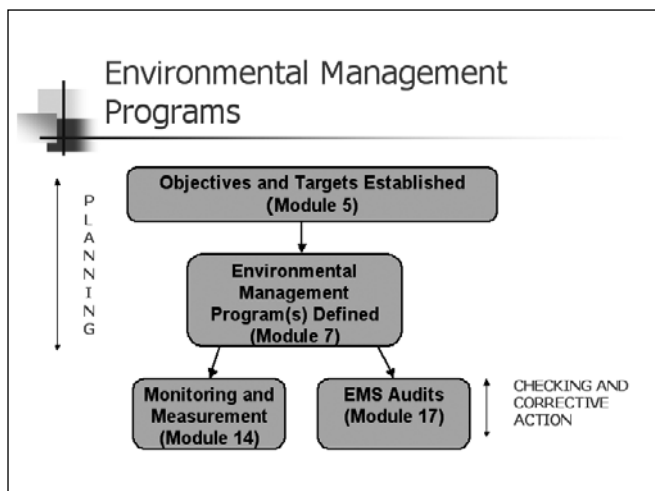 Environmental Management
Programs
Objectives and Targets Established
(Module 5)
PLANNING
Environmental
Management
Program(s) Defined
(Module 7)
Monitoring and
Measurement
(Module 14)
EMS Audits
(Module 17)
CHECKING AND
CORRECTIVE
ACTION